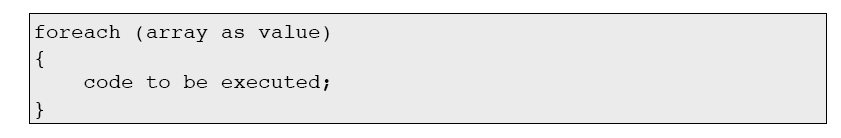 foreach (array as value)
{
    code to be executed;
}